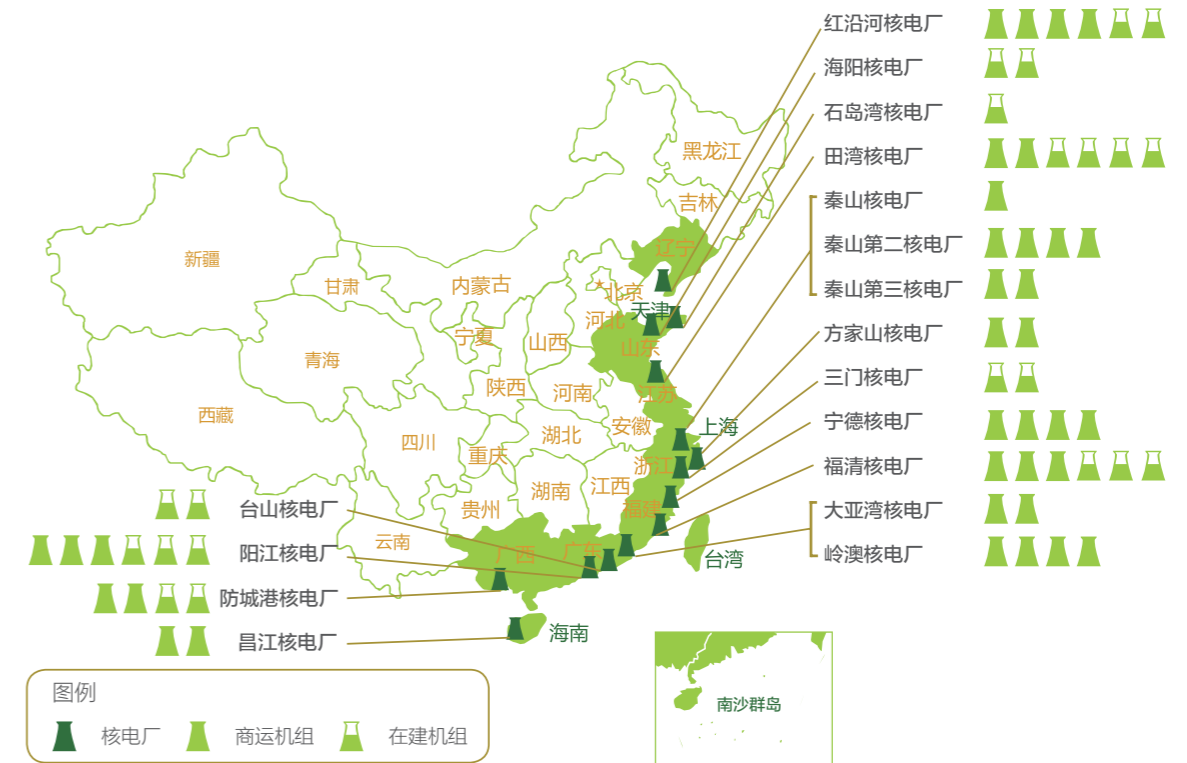 红沿河核电厂
海阳核电厂
石岛湾核电厂
田湾核电厂
秦山核电厂
秦山第二核电厂
秦山第三核电厂
方家山核电厂
三门核电厂
宁德核电厂
福清核电厂
大亚湾核电厂
岭澳核电厂
黑龙江
吉林
辽宁
新疆
甘肃
内蒙古
北京
天津
河北
宁夏
山西
山东
青海
陕西
河南
江苏
西藏
安徽
上海
四川
湖北
重庆
浙江
湖南
江西
贵州
福建
云南
广西
广东
台湾
海南
台山核电厂
阳江核电厂
防城港核电厂
昌江核电厂
南沙群岛
图例
核电厂
商运机组
在建机组